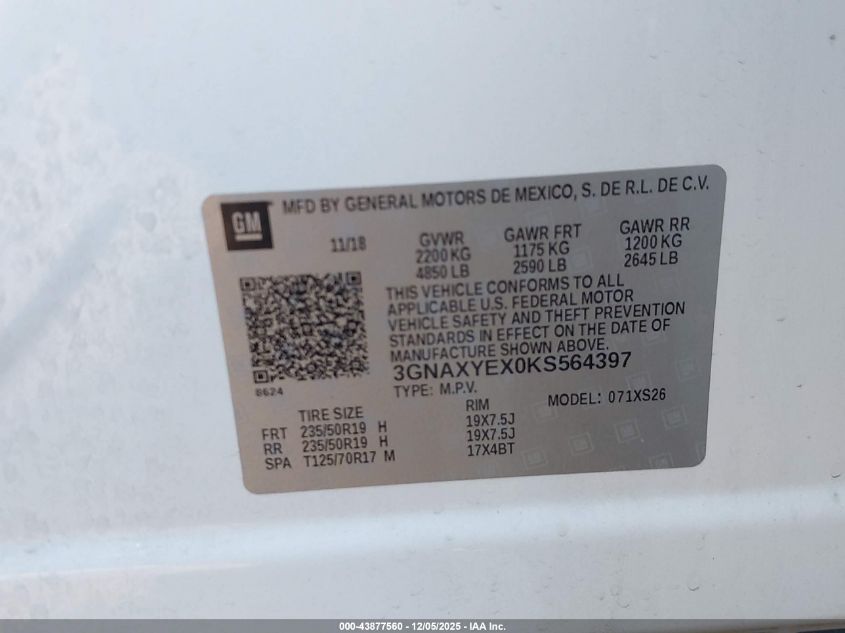 GM MFD BY GENERAL MOTORS DE MEXICO, S. DE R.L. DE C.V.
11/18 GVWR GAWR FRT GAWR RR
2200 KG 1175 KG 1200 KG
4850 LB 2590 LB 2645 LB
THIS VEHICLE CONFORMS TO ALL
APPLICABLE U.S. FEDERAL MOTOR
VEHICLE SAFETY AND THEFT PREVENTION
STANDARDS IN EFFECT ON THE DATE OF
MANUFACTURE SHOWN ABOVE.
3GNAXYEX0KS564397
8624
TYPE: M.P.V. MODEL: 071XS26
TIRE SIZE RIM
FRT 235/50R19 H 19X7.5J
RR 235/50R19 H 19X7.5J
SPA T125/70R17 M 17X4BT
000-43877560 - 12/05/2025 - IAA Inc.